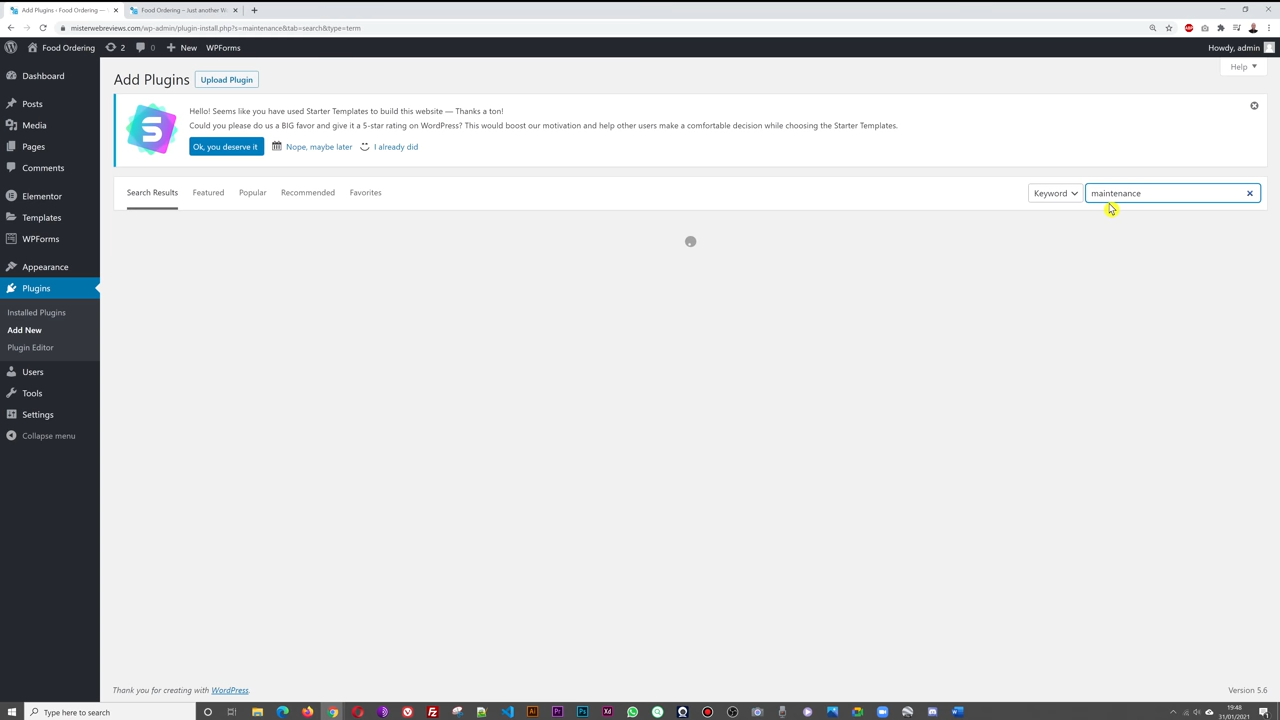 Add Plugins ‹ Food Ordering —
Food Ordering – Just another W
misterwebreviews.com/wp-admin/plugin-install.php?s=maintenance&tab=search&type=term
Food Ordering
2
0
New
WPForms
Howdy, admin
Dashboard
Posts
Media
Pages
Comments
Elementor
Templates
WPForms
Appearance
Plugins
Installed Plugins
Add New
Plugin Editor
Users
Tools
Settings
Collapse menu
Add Plugins
Upload Plugin
Help
Hello! Seems like you have used Starter Templates to build this website — Thanks a ton!
Could you please do us a BIG favor and give it a 5-star rating on WordPress? This would boost our motivation and help other users make a comfortable decision while choosing the Starter Templates.
Ok, you deserve it
Nope, maybe later
I already did
Search Results
Featured
Popular
Recommended
Favorites
Keyword
maintenance
Thank you for creating with WordPress.
Version 5.6
Type here to search
19:48
31/01/2021